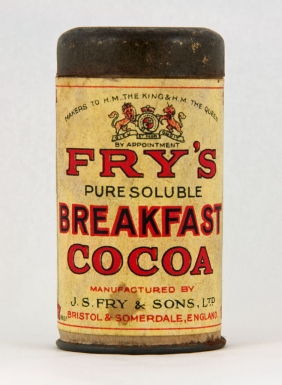 MAKERS TO H.M. THE KING & H.M. THE QUEEN
BY APPOINTMENT
FRY'S
PURE SOLUBLE
BREAKFAST
COCOA
MANUFACTURED BY
J. S. FRY & SONS, LTD
BRISTOL & SOMERDALE, ENGLAND.